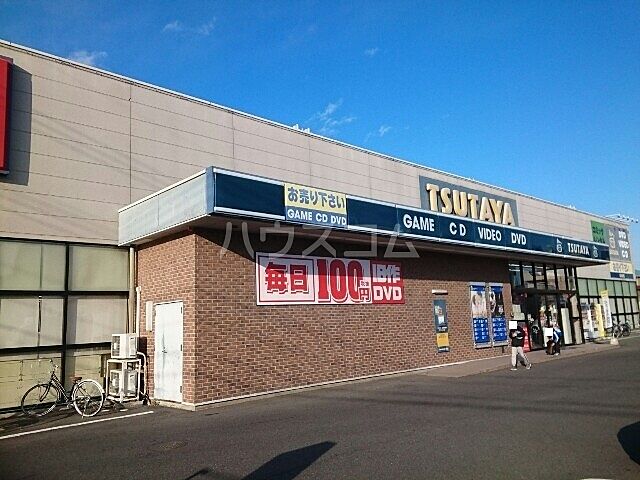 TSUTAYA
お売り下さい
GAME CD DVD
GAME CD VIDEO DVD
TSUTAYA
ハウスコム
毎日100円旧作DVD